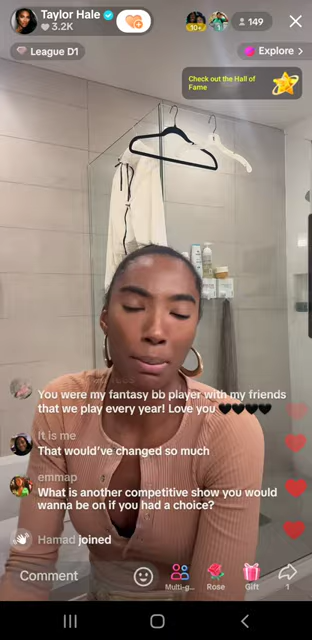 Taylor Hale
3.2K
10+
149
League D1
Explore >
Check out the Hall of
Fame
You were my fantasy bb player with my friends
that we play every year! Love you 🖤🖤🖤🖤
It is me
That would've changed so much
emmap
What is another competitive show you would
wanna be on if you had a choice?
Hamad joined
Comment
Multi-g...
Rose
Gift
1